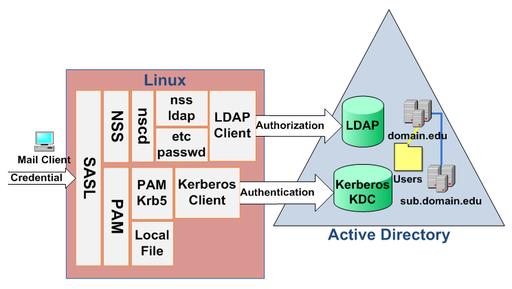 Linux
Mail Client
Credential
SASL
NSS
nscd
nss
ldap
etc
passwd
LDAP
Client
PAM
PAM
Krb5
Local
File
Kerberos
Client
Authorization
Authentication
LDAP
domain.edu
Users
Kerberos
KDC
sub.domain.edu
Active Directory